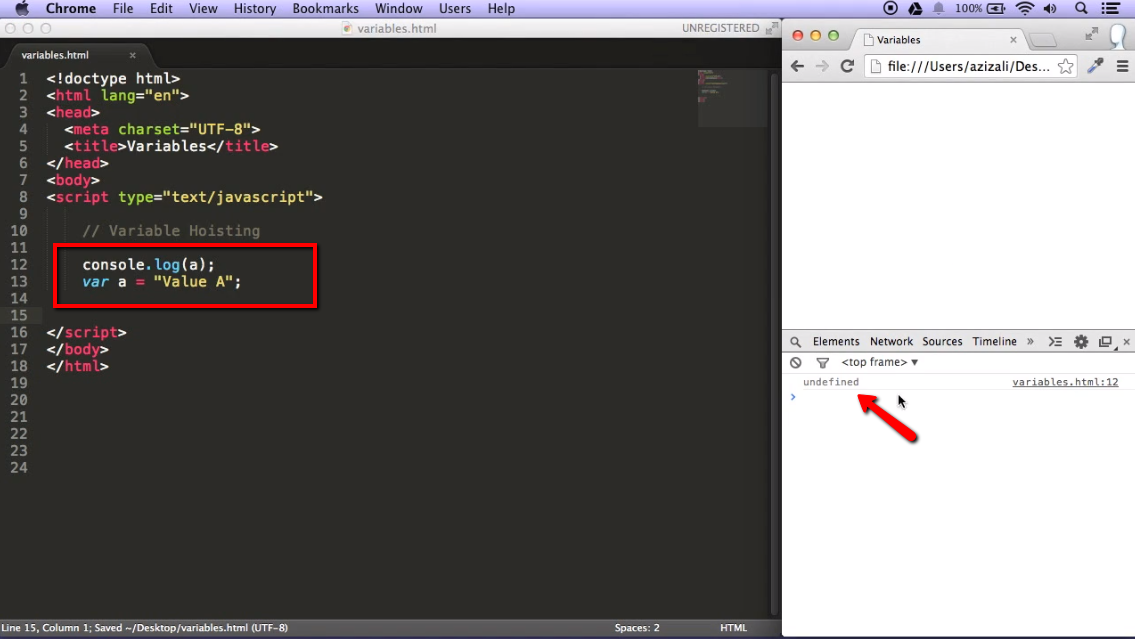 Chrome File Edit View History Bookmarks Window Users Help 100%
variables.html UNREGISTERED
variables.html ×
1 <!doctype html>
2 <html lang="en">
3 <head>
4 <meta charset="UTF-8">
5 <title>Variables</title>
6 </head>
7 <body>
8 <script type="text/javascript">
9
10 // Variable Hoisting
11
12 console.log(a);
13 var a = "Value A";
14
15
16 </script>
17 </body>
18 </html>
19
20
21
22
23
24
Line 15, Column 1; Saved ~/Desktop/variables.html (UTF-8) Spaces: 2 HTML
Variables ×
file:///Users/azizali/Des...
Elements Network Sources Timeline » ×
<top frame> ▼
undefined variables.html:12
>